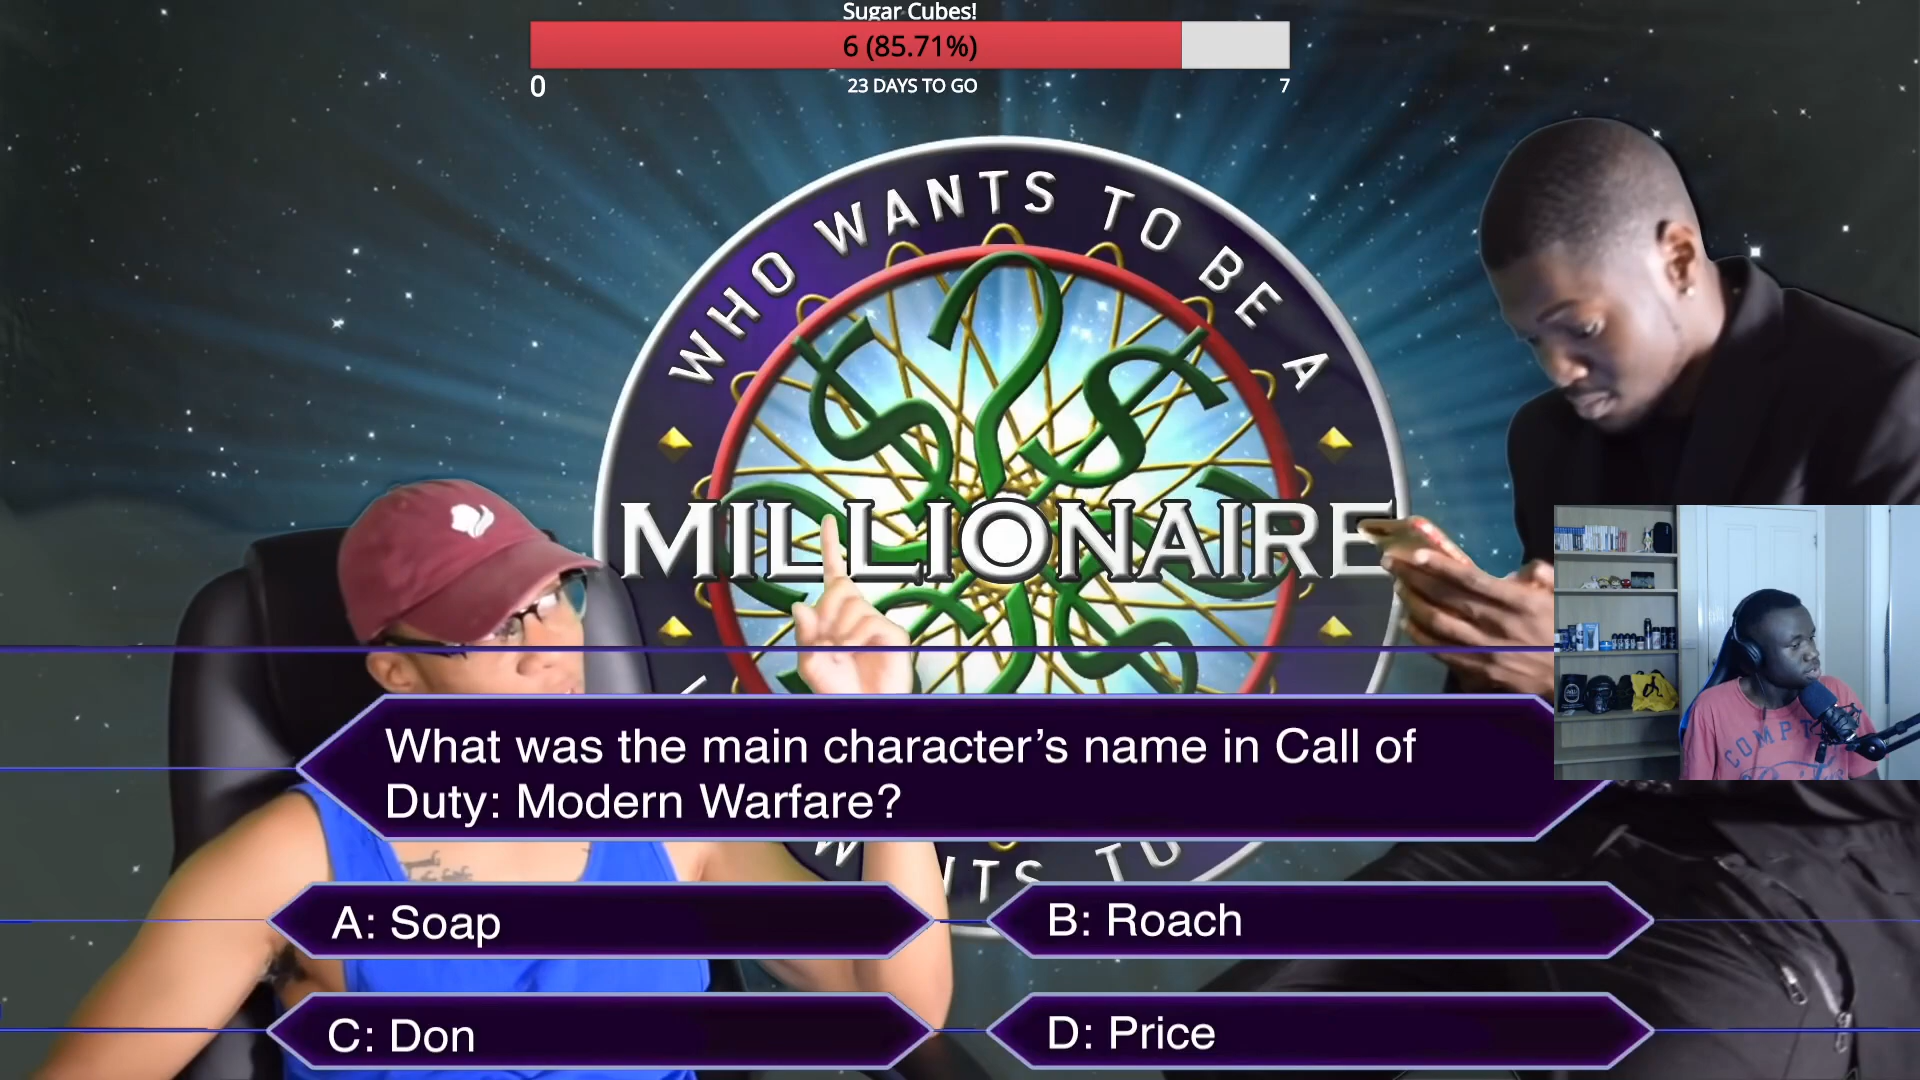 Sugar Cubes!
6 (85.71%)
0
23 DAYS TO GO
7
WHO WANTS TO BE A
MILLIONAIRE
What was the main character’s name in Call of
Duty: Modern Warfare?
A: Soap
B: Roach
C: Don
D: Price